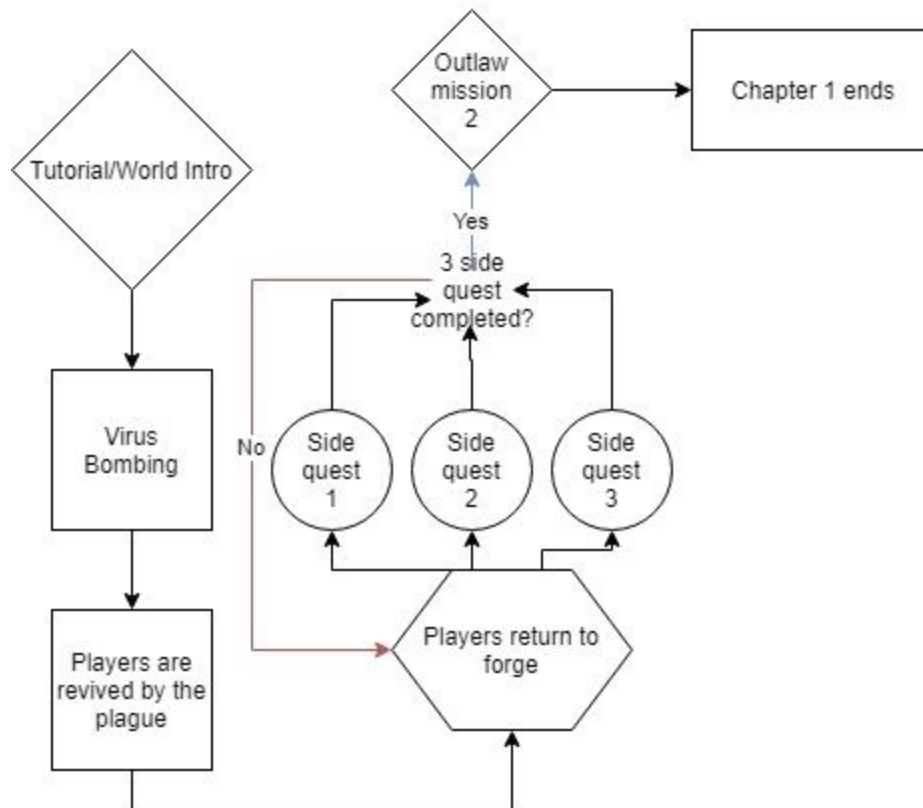 Outlaw
mission
2
Chapter 1 ends
Tutorial/World Intro
Yes
3 side
quest
completed?
Virus
Bombing
No
Side
quest
1
Side
quest
2
Side
quest
3
Players are
revived by the
plague
Players return to
forge